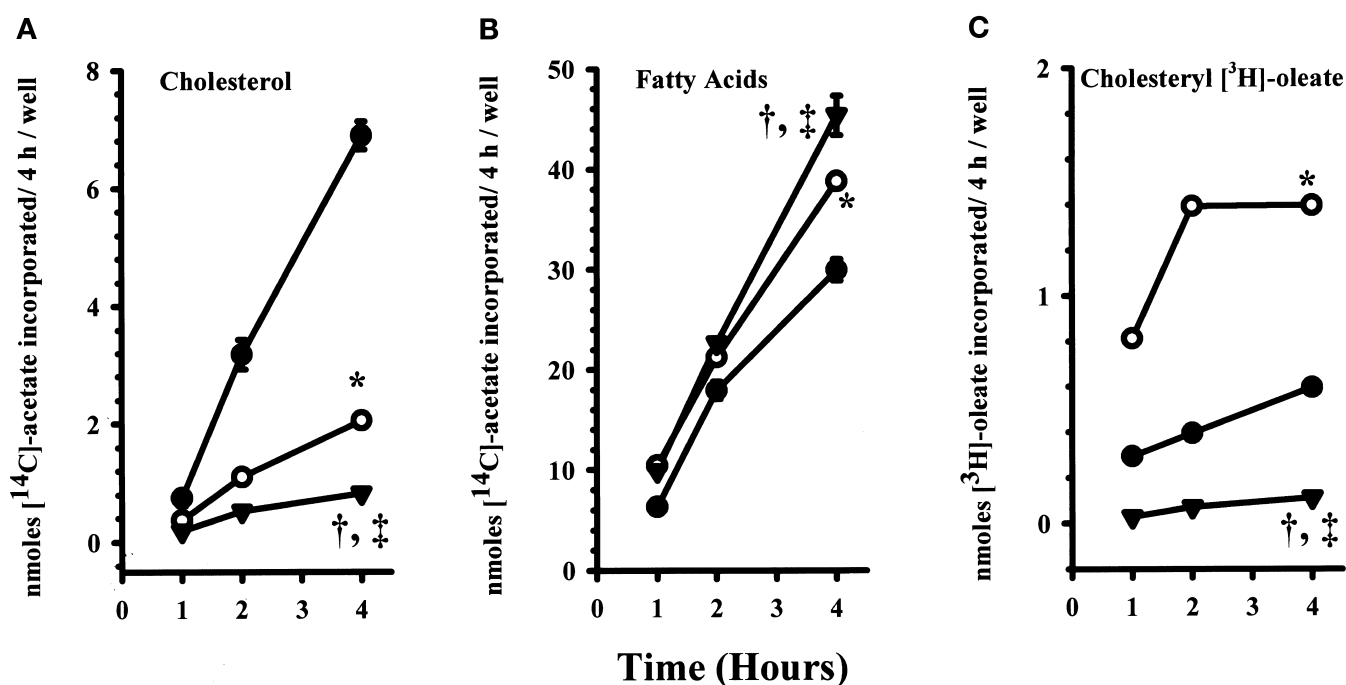 A
nmoles [14C]-acetate incorporated/ 4 h / well
Cholesterol
8
6
4
2
0
*
†, ‡
0 1 2 3 4
B
nmoles [14C]-acetate incorporated/ 4 h / well
Fatty Acids
50
40
30
20
10
0
†, ‡
*
0 1 2 3 4
C
nmoles [3H]-oleate incorporated/ 4 h / well
Cholesteryl [3H]-oleate
2
1
0
*
†, ‡
0 1 2 3 4
Time (Hours)